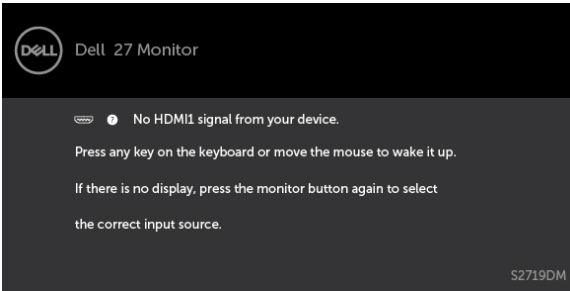 DELL
Dell 27 Monitor
? No HDMI1 signal from your device.
Press any key on the keyboard or move the mouse to wake it up.
If there is no display, press the monitor button again to select
the correct input source.
S2719DM